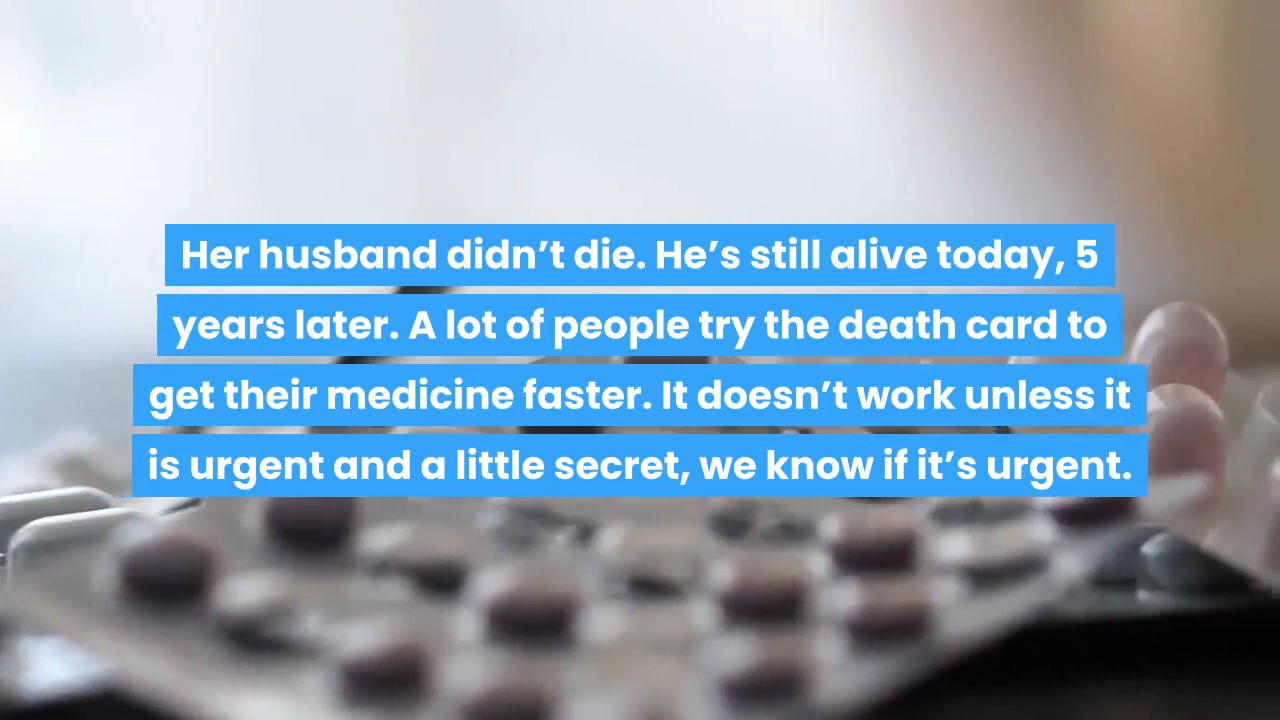 Her husband didn’t die. He’s still alive today, 5
years later. A lot of people try the death card to
get their medicine faster. It doesn’t work unless it
is urgent and a little secret, we know if it’s urgent.